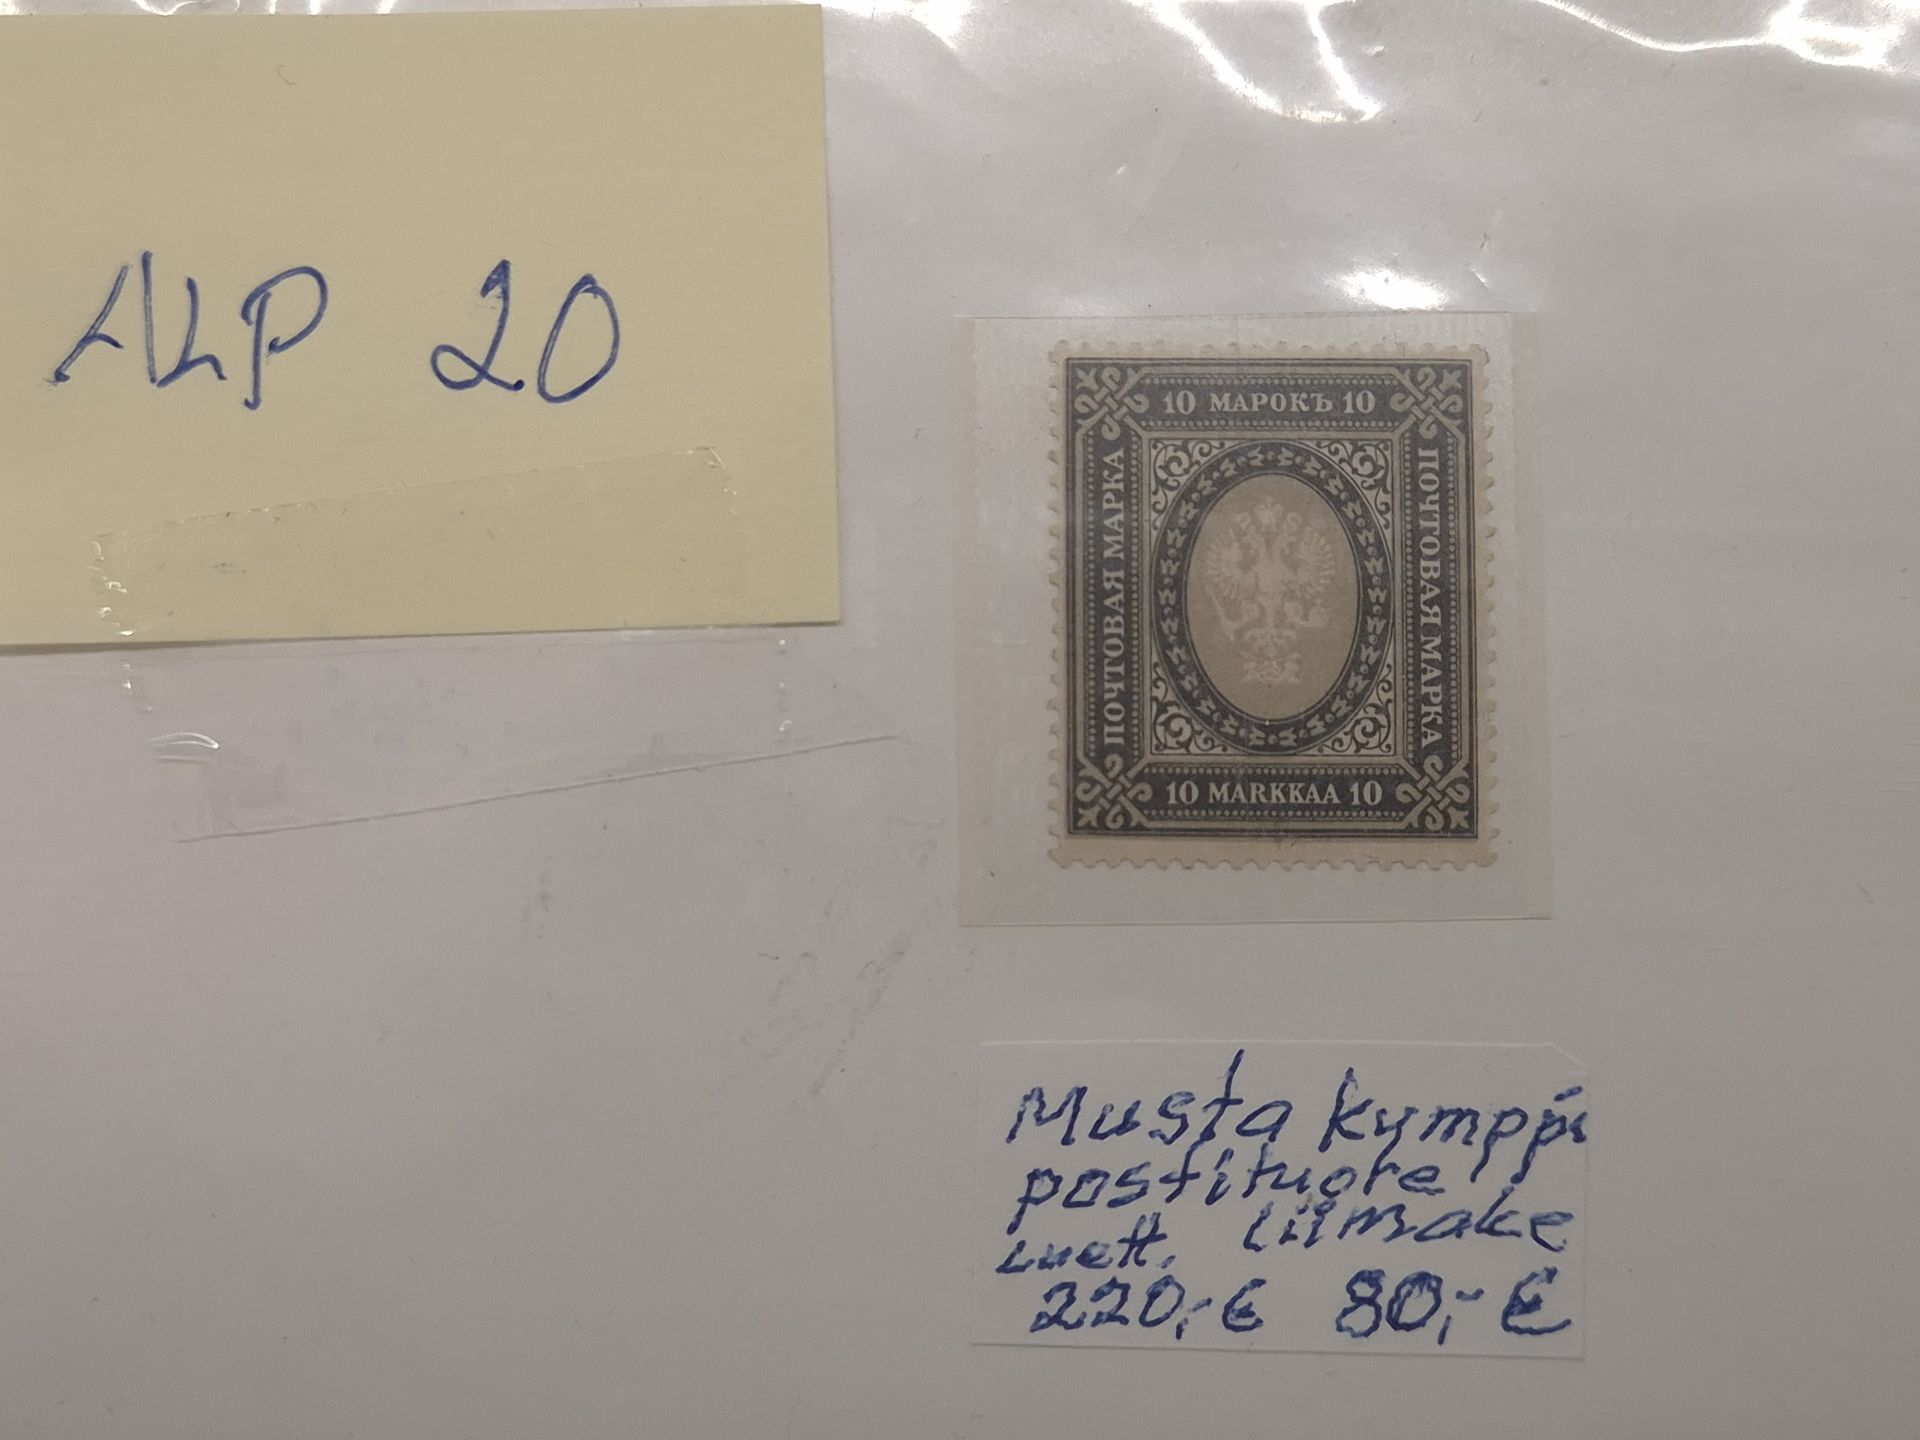 ALP 20
10 МАРОКЪ 10
ПОЧТОВАЯ МАРКА
ПОЧТОВАЯ МАРКА
10 MARKKAA 10
Musta kymppi
postituore
luett. liimake
220,-€ 80,-€